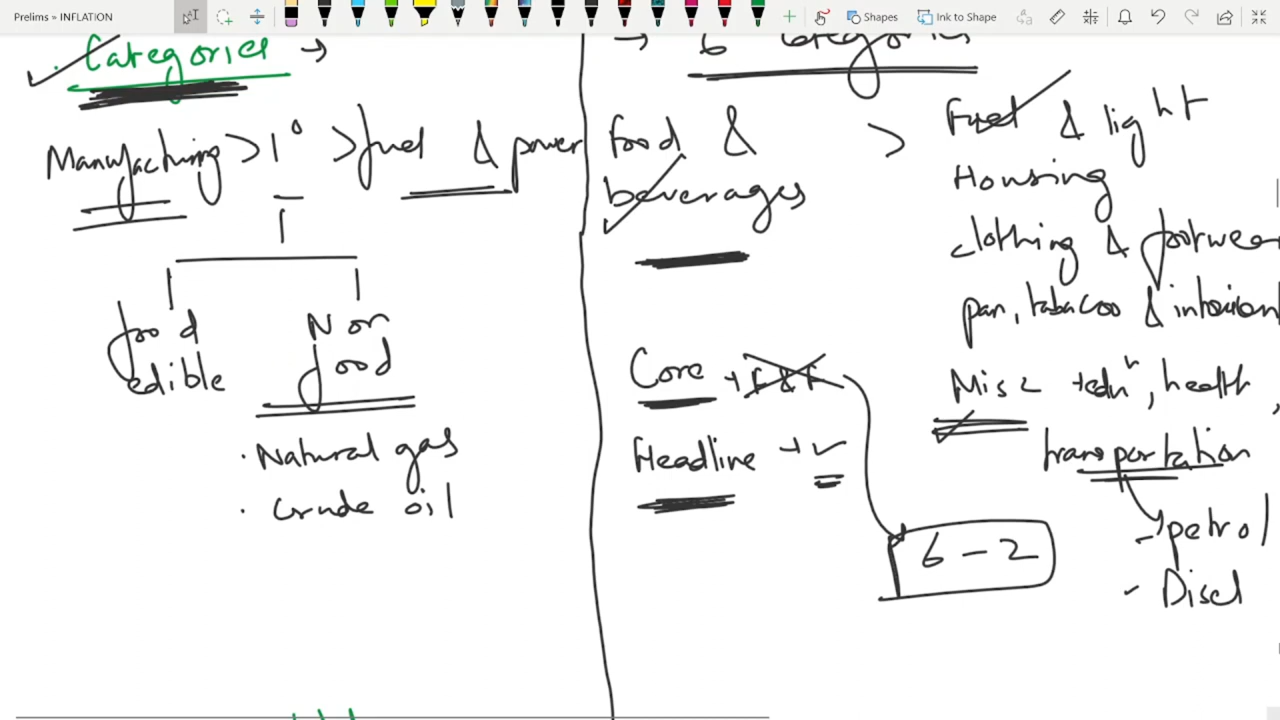 Prelims » INFLATION
Shapes
Ink to Shape
· Categories →
Manufacturing > 1° > fuel & power
food edible
Non food
· Natural gas
· Crude oil
→ 6 Categories
food & beverages >
Fuel & light
Housing
clothing & footwear
pan, tabacoo &
Misc → edn, health,
transportation
- petrol
- Disel
Core → F & F
Headline → ✓
6 - 2